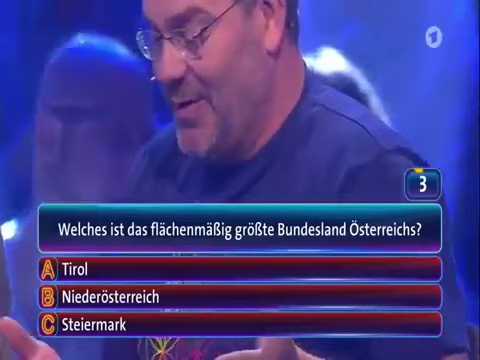 3
Welches ist das flächenmäßig größte Bundesland Österreichs?
A Tirol
B Niederösterreich
C Steiermark